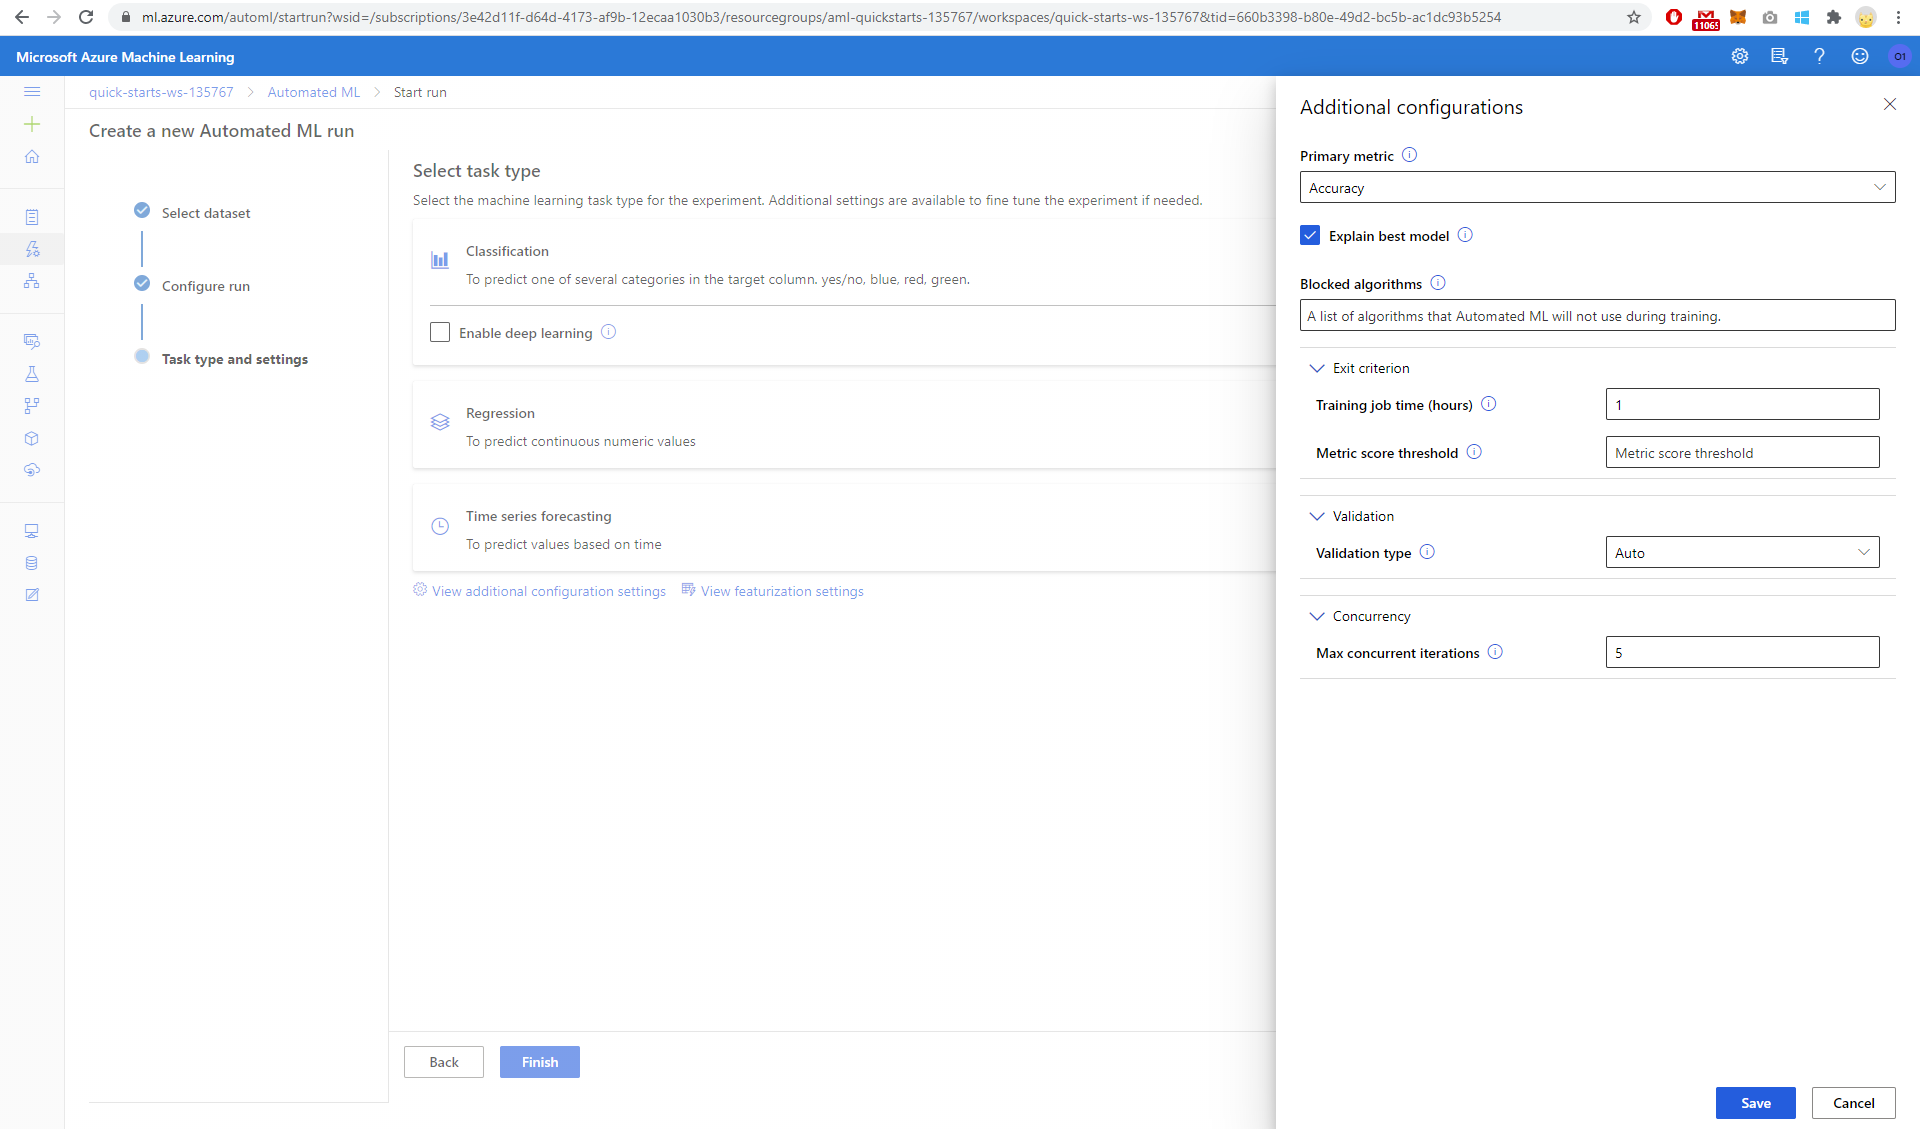 ml.azure.com/automl/startrun?wsid=/subscriptions/3e42d11f-d64d-4173-af9b-12ecaa1030b3/resourcegroups/aml-quickstarts-135767/workspaces/quick-starts-ws-135767&tid=660b3398-b80e-49d2-bc5b-ac1dc93b5254
11065
Microsoft Azure Machine Learning
O1
quick-starts-ws-135767 > Automated ML > Start run
Create a new Automated ML run
Select dataset
Configure run
Task type and settings
Select task type
Select the machine learning task type for the experiment. Additional settings are available to fine tune the experiment if needed.
Classification
To predict one of several categories in the target column. yes/no, blue, red, green.
Enable deep learning
Regression
To predict continuous numeric values
Time series forecasting
To predict values based on time
View additional configuration settings
View featurization settings
Back
Finish
Additional configurations
Primary metric
Accuracy
Explain best model
Blocked algorithms
A list of algorithms that Automated ML will not use during training.
Exit criterion
Training job time (hours)
1
Metric score threshold
Metric score threshold
Validation
Validation type
Auto
Concurrency
Max concurrent iterations
5
Save
Cancel